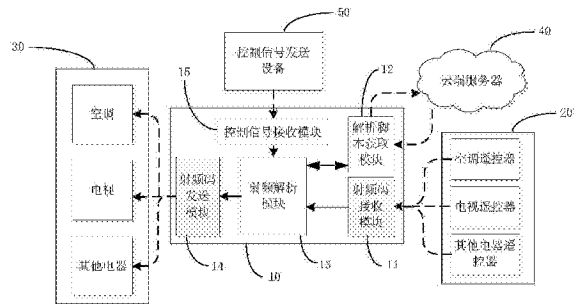 30
空调
电视
其他电器
50
控制信号发送
设备
15
控制信号接收模块
12
解析脚
本获取
模块
射频码
发送
模块
射频解析
模块
射频码
接收
模块
14
10
13
11
40
云端服务器
20
空调遥控器
电视遥控器
其他电器遥
控器